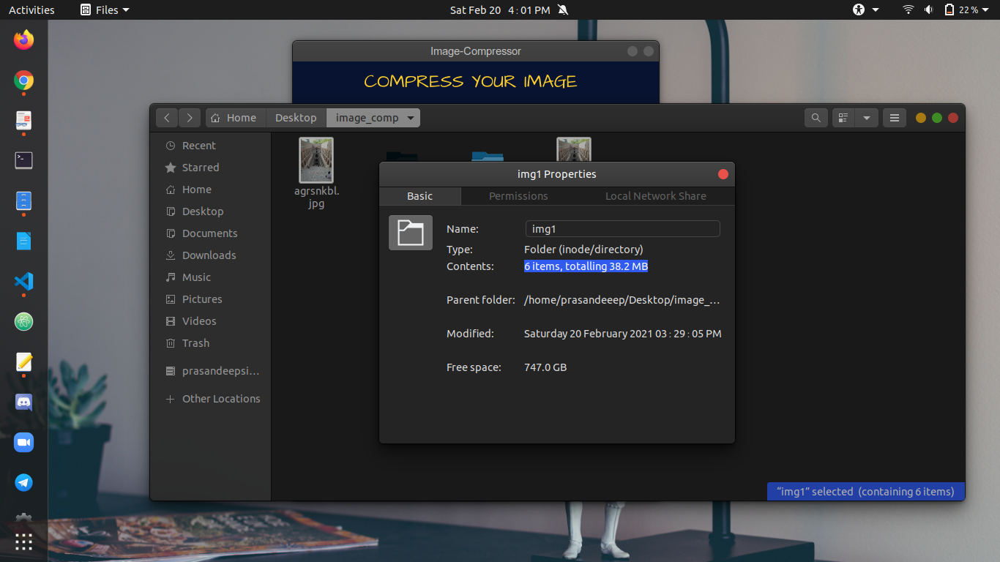 Activities Files Sat Feb 20 4:01 PM 22%
Image-Compressor
COMPRESS YOUR IMAGE
Home Desktop image_comp
Recent
Starred
Home
Desktop
Documents
Downloads
Music
Pictures
Videos
Trash
prasandeepsi...
Other Locations
agrsnkbl.
jpg
img1 Properties
Basic Permissions Local Network Share
Name: img1
Type: Folder (inode/directory)
Contents: 6 items, totalling 38.2 MB
Parent folder: /home/prasandeeep/Desktop/image_...
Modified: Saturday 20 February 2021 03:29:05 PM
Free space: 747.0 GB
“img1” selected (containing 6 items)